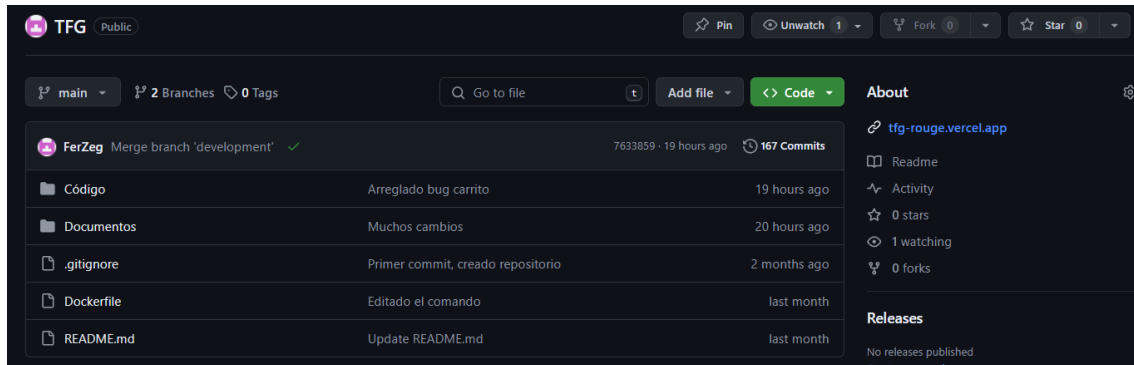 TFG Public Pin Unwatch 1 Fork 0 Star 0
main 2 Branches 0 Tags Go to file t Add file Code
FerZeg Merge branch 'development' 7633859 · 19 hours ago 167 Commits
Código Arreglado bug carrito 19 hours ago
Documentos Muchos cambios 20 hours ago
.gitignore Primer commit, creado repositorio 2 months ago
Dockerfile Editado el comando last month
README.md Update README.md last month
About
tfg-rouge.vercel.app
Readme
Activity
0 stars
1 watching
0 forks
Releases
No releases published